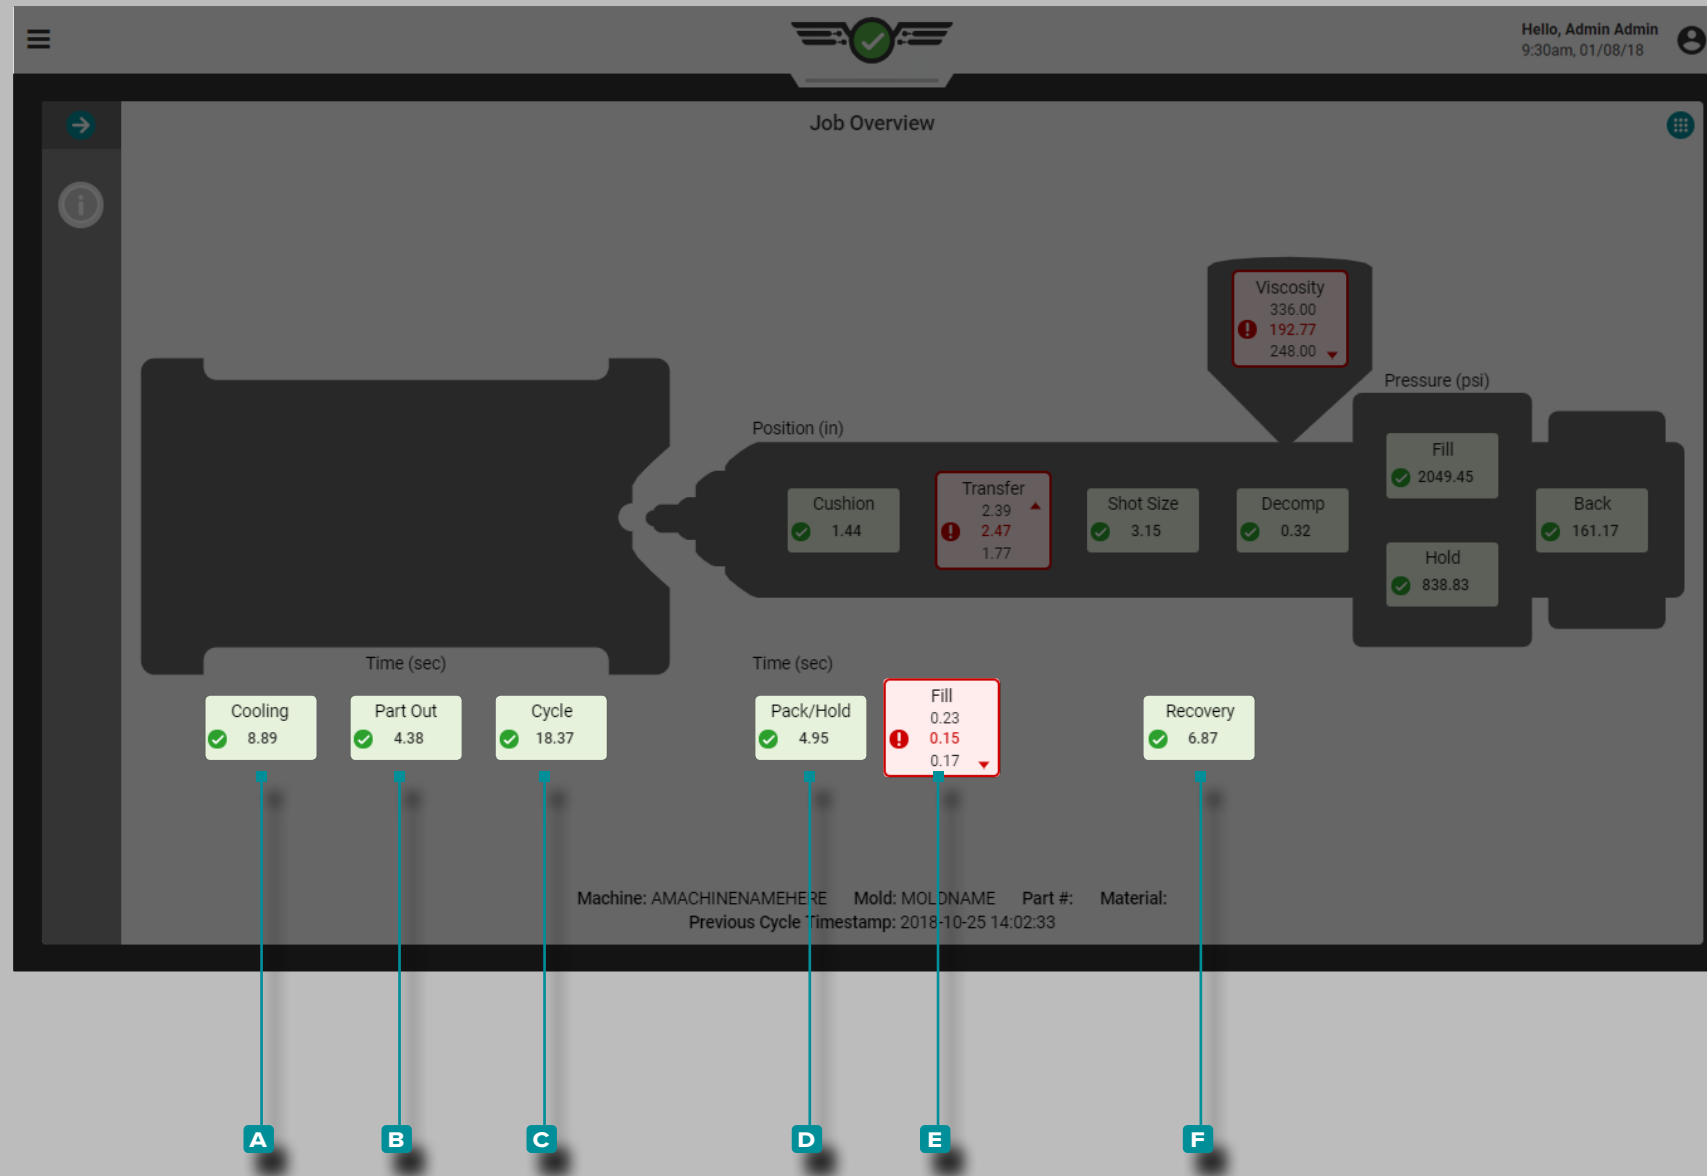 Hello, Admin Admin
9:30am, 01/08/18
Job Overview
Viscosity
336.00
192.77
248.00
Pressure (psi)
Position (in)
Fill
2049.45
Cushion
1.44
Transfer
2.39
2.47
1.77
Shot Size
3.15
Decomp
0.32
Back
161.17
Hold
838.83
Time (sec)
Time (sec)
Cooling
8.89
Part Out
4.38
Cycle
18.37
Pack/Hold
4.95
Fill
0.23
0.15
0.17
Recovery
6.87
Machine: AMACHINENAMEHERE Mold: MOLDNAME Part #: Material:
Previous Cycle Timestamp: 2018-10-25 14:02:33
A B C D E F